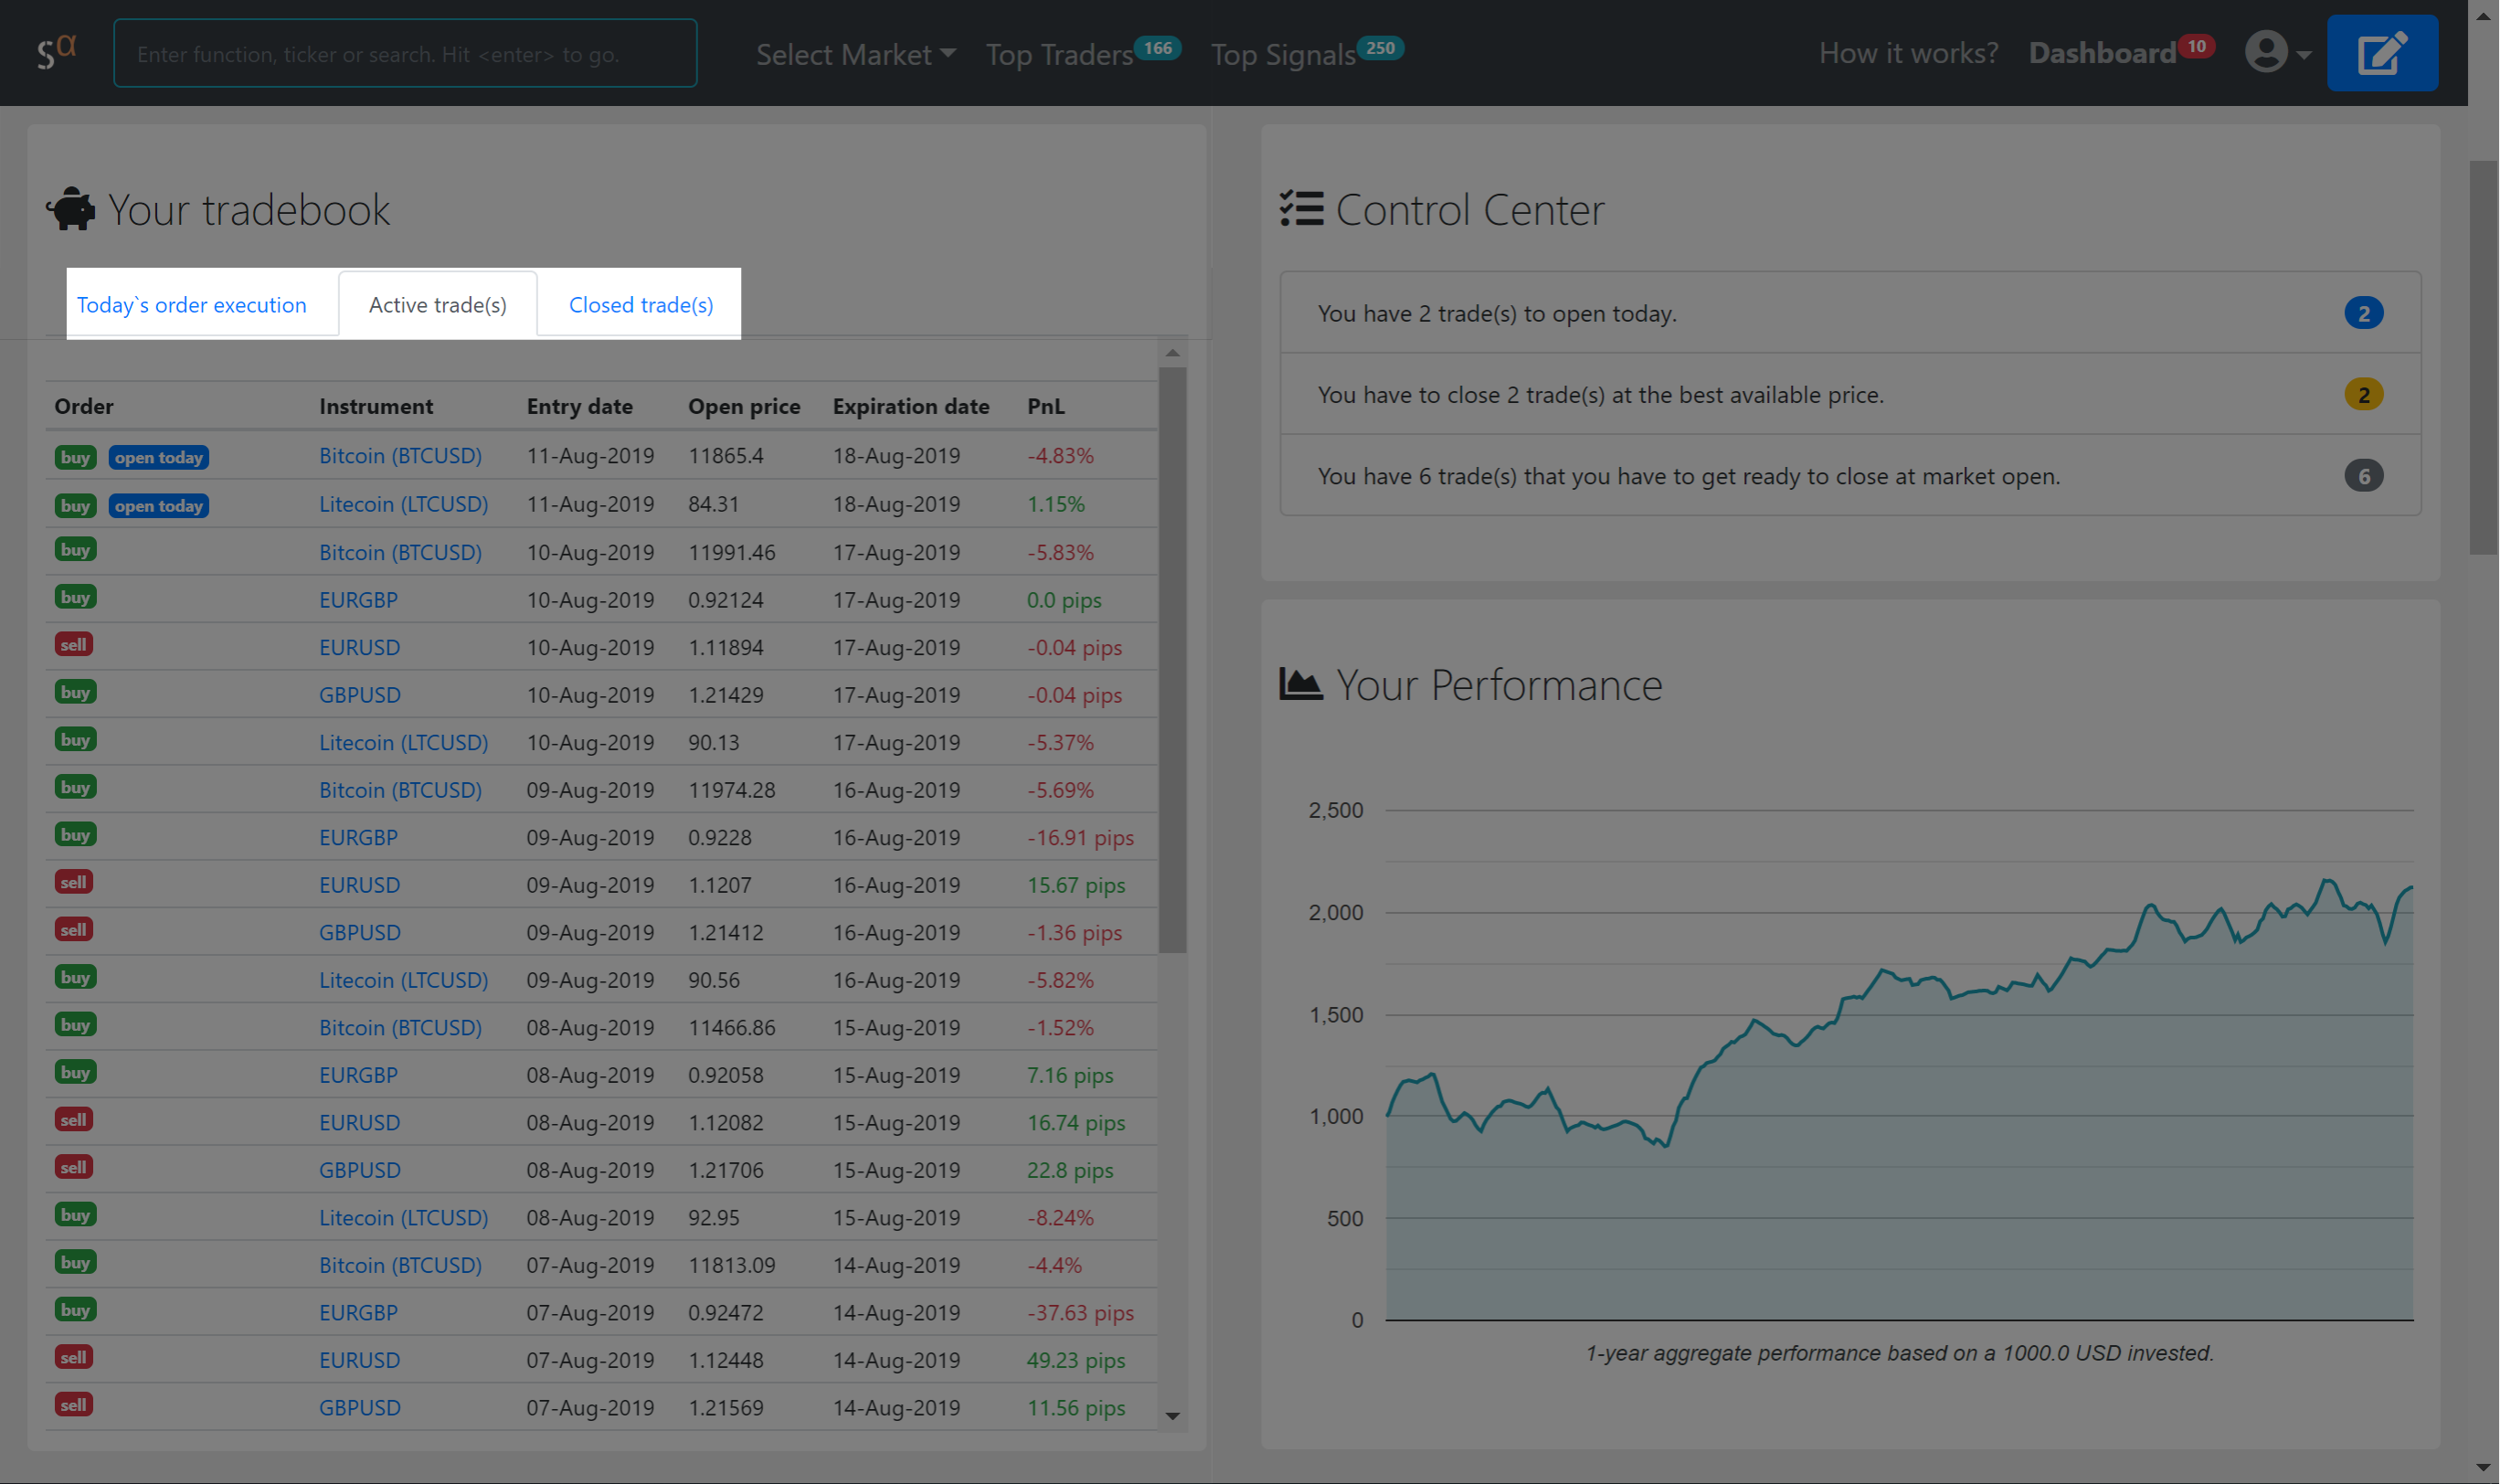 sα
Enter function, ticker or search. Hit <enter> to go.
Select Market
Top Traders 166
Top Signals 250
How it works?
Dashboard 10
Your tradebook
Today`s order execution Active trade(s) Closed trade(s)
Order Instrument Entry date Open price Expiration date PnL
buy open today Bitcoin (BTCUSD) 11-Aug-2019 11865.4 18-Aug-2019 -4.83%
buy open today Litecoin (LTCUSD) 11-Aug-2019 84.31 18-Aug-2019 1.15%
buy Bitcoin (BTCUSD) 10-Aug-2019 11991.46 17-Aug-2019 -5.83%
buy EURGBP 10-Aug-2019 0.92124 17-Aug-2019 0.0 pips
sell EURUSD 10-Aug-2019 1.11894 17-Aug-2019 -0.04 pips
buy GBPUSD 10-Aug-2019 1.21429 17-Aug-2019 -0.04 pips
buy Litecoin (LTCUSD) 10-Aug-2019 90.13 17-Aug-2019 -5.37%
buy Bitcoin (BTCUSD) 09-Aug-2019 11974.28 16-Aug-2019 -5.69%
buy EURGBP 09-Aug-2019 0.9228 16-Aug-2019 -16.91 pips
sell EURUSD 09-Aug-2019 1.1207 16-Aug-2019 15.67 pips
sell GBPUSD 09-Aug-2019 1.21412 16-Aug-2019 -1.36 pips
buy Litecoin (LTCUSD) 09-Aug-2019 90.56 16-Aug-2019 -5.82%
buy Bitcoin (BTCUSD) 08-Aug-2019 11466.86 15-Aug-2019 -1.52%
buy EURGBP 08-Aug-2019 0.92058 15-Aug-2019 7.16 pips
sell EURUSD 08-Aug-2019 1.12082 15-Aug-2019 16.74 pips
sell GBPUSD 08-Aug-2019 1.21706 15-Aug-2019 22.8 pips
buy Litecoin (LTCUSD) 08-Aug-2019 92.95 15-Aug-2019 -8.24%
buy Bitcoin (BTCUSD) 07-Aug-2019 11813.09 14-Aug-2019 -4.4%
buy EURGBP 07-Aug-2019 0.92472 14-Aug-2019 -37.63 pips
sell EURUSD 07-Aug-2019 1.12448 14-Aug-2019 49.23 pips
sell GBPUSD 07-Aug-2019 1.21569 14-Aug-2019 11.56 pips
Control Center
You have 2 trade(s) to open today. 2
You have to close 2 trade(s) at the best available price. 2
You have 6 trade(s) that you have to get ready to close at market open. 6
Your Performance
2,500
2,000
1,500
1,000
500
0
1-year aggregate performance based on a 1000.0 USD invested.